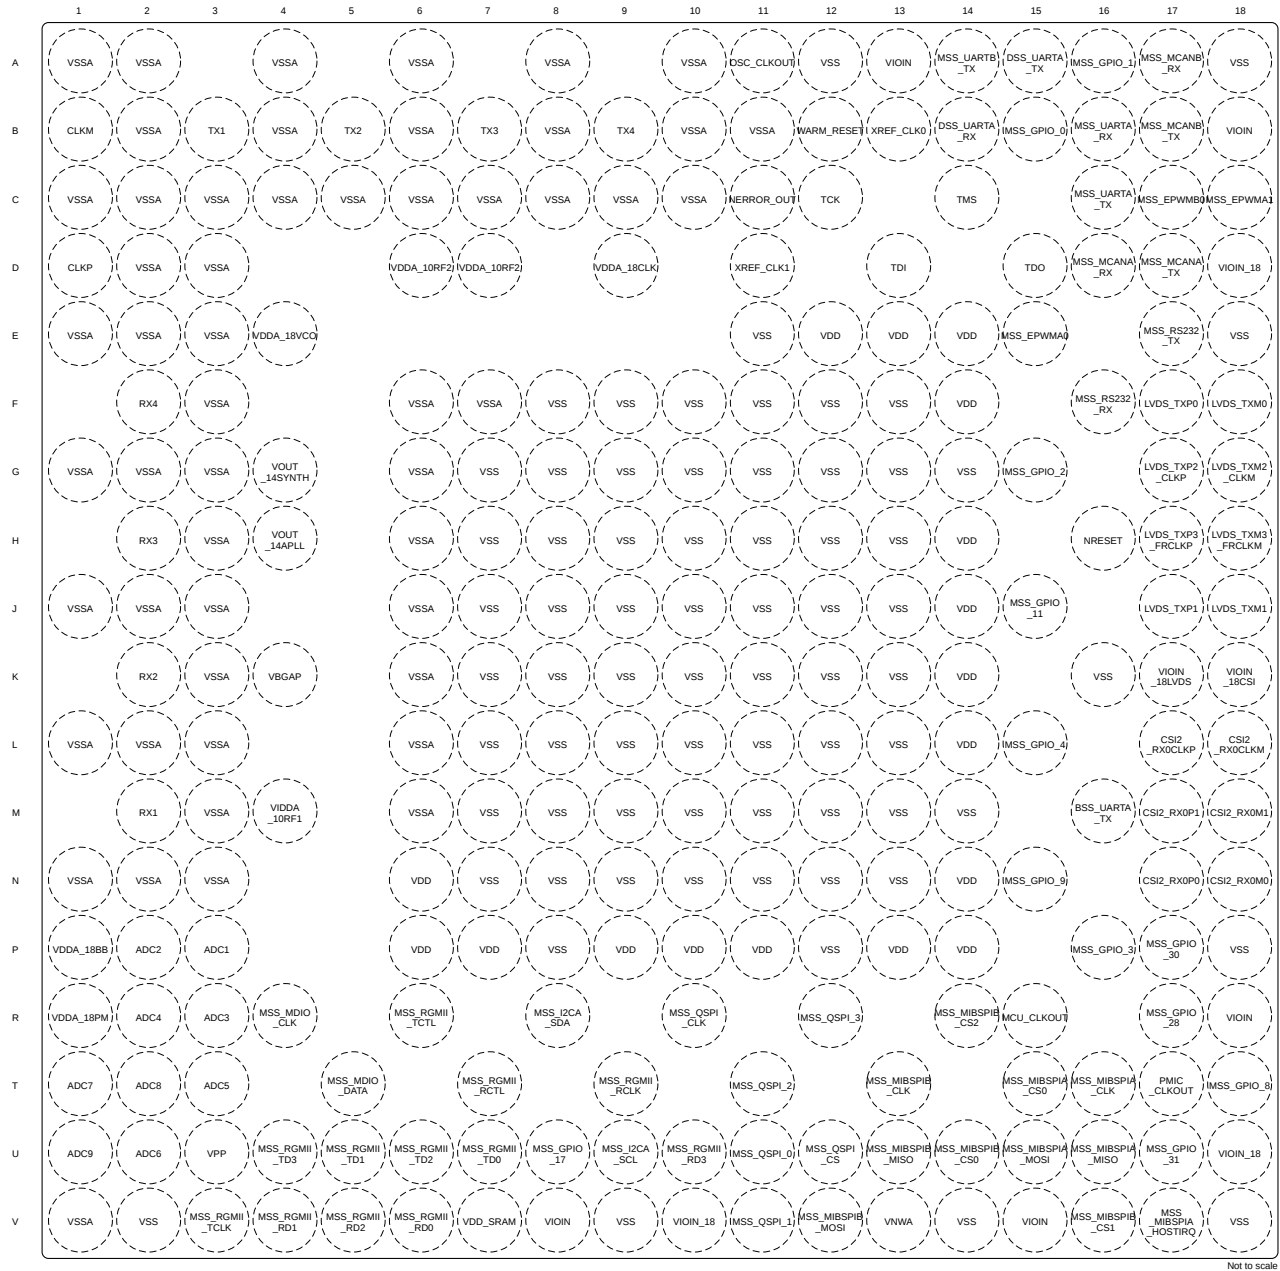 1 2 3 4 5 6 7 8 9 10 11 12 13 14 15 16 17 18
A VSSA VSSA VSSA VSSA VSSA VSSA OSC_CLKOUT VSS VIOIN MSS_UARTB _TX DSS_UARTA _TX MSS_GPIO_1 MSS_MCANB _RX VSS
B CLKM VSSA TX1 VSSA TX2 VSSA TX3 VSSA TX4 VSSA VSSA WARM_RESET XREF_CLK0 DSS_UARTA _RX MSS_GPIO_0 MSS_UARTA _RX MSS_MCANB _TX VIOIN
C VSSA VSSA VSSA VSSA VSSA VSSA VSSA VSSA VSSA VSSA NERROR_OUT TCK TMS MSS_UARTA _TX MSS_EPWMB0 MSS_EPWMA1
D CLKP VSSA VSSA VDDA_10RF2 VDDA_10RF2 VDDA_18CLK XREF_CLK1 TDI TDO MSS_MCANA _RX MSS_MCANA _TX VIOIN_18
E VSSA VSSA VSSA VDDA_18VCO VSS VDD VDD VDD MSS_EPWMA0 MSS_RS232 _TX VSS
F RX4 VSSA VSSA VSSA VSS VSS VSS VSS VSS VSS VDD MSS_RS232 _RX LVDS_TXP0 LVDS_TXM0
G VSSA VSSA VSSA VOUT _14SYNTH VSSA VSS VSS VSS VSS VSS VSS VSS VSS MSS_GPIO_2 LVDS_TXP2 _CLKP LVDS_TXM2 _CLKM
H RX3 VSSA VOUT _14APLL VSSA VSS VSS VSS VSS VSS VSS VSS VDD NRESET LVDS_TXP3 _FRCLKP LVDS_TXM3 _FRCLKM
J VSSA VSSA VSSA VSSA VSS VSS VSS VSS VSS VSS VSS VDD MSS_GPIO _11 LVDS_TXP1 LVDS_TXM1
K RX2 VSSA VBGAP VSSA VSS VSS VSS VSS VSS VSS VSS VDD VSS VIOIN _18LVDS VIOIN _18CSI
L VSSA VSSA VSSA VSSA VSS VSS VSS VSS VSS VSS VSS VDD MSS_GPIO_4 CSI2 _RX0CLKP CSI2 _RX0CLKM
M RX1 VSSA VIDDA _10RF1 VSSA VSS VSS VSS VSS VSS VSS VSS VSS BSS_UARTA _TX CSI2_RX0P1 CSI2_RX0M1
N VSSA VSSA VSSA VDD VSS VSS VSS VSS VSS VSS VSS VDD MSS_GPIO_9 CSI2_RX0P0 CSI2_RX0M0
P VDDA_18BB ADC2 ADC1 VDD VDD VSS VDD VDD VDD VSS VDD VDD MSS_GPIO_3 MSS_GPIO _30 VSS
R VDDA_18PM ADC4 ADC3 MSS_MDIO _CLK MSS_RGMII _TCTL MSS_I2CA _SDA MSS_QSPI _CLK MSS_QSPI_3 MSS_MIBSPIB _CS2 MCU_CLKOUT MSS_GPIO _28 VIOIN
T ADC7 ADC8 ADC5 MSS_MDIO _DATA MSS_RGMII _RCTL MSS_RGMII _RCLK MSS_QSPI_2 MSS_MIBSPIB _CLK MSS_MIBSPIA _CS0 MSS_MIBSPIA _CLK PMIC _CLKOUT MSS_GPIO_8
U ADC9 ADC6 VPP MSS_RGMII _TD3 MSS_RGMII _TD1 MSS_RGMII _TD2 MSS_RGMII _TD0 MSS_GPIO _17 MSS_I2CA _SCL MSS_RGMII _RD3 MSS_QSPI_0 MSS_QSPI _CS MSS_MIBSPIB _MISO MSS_MIBSPIB _CS0 MSS_MIBSPIA _MOSI MSS_MIBSPIA _MISO MSS_GPIO _31 VIOIN_18
V VSSA VSS MSS_RGMII _TCLK MSS_RGMII _RD1 MSS_RGMII _RD2 MSS_RGMII _RD0 VDD_SRAM VIOIN VSS VIOIN_18 MSS_QSPI_1 MSS_MIBSPIB _MOSI VNWA VSS VIOIN MSS_MIBSPIB _CS1 MSS _MIBSPIA _HOSTIRQ VSS
Not to scale